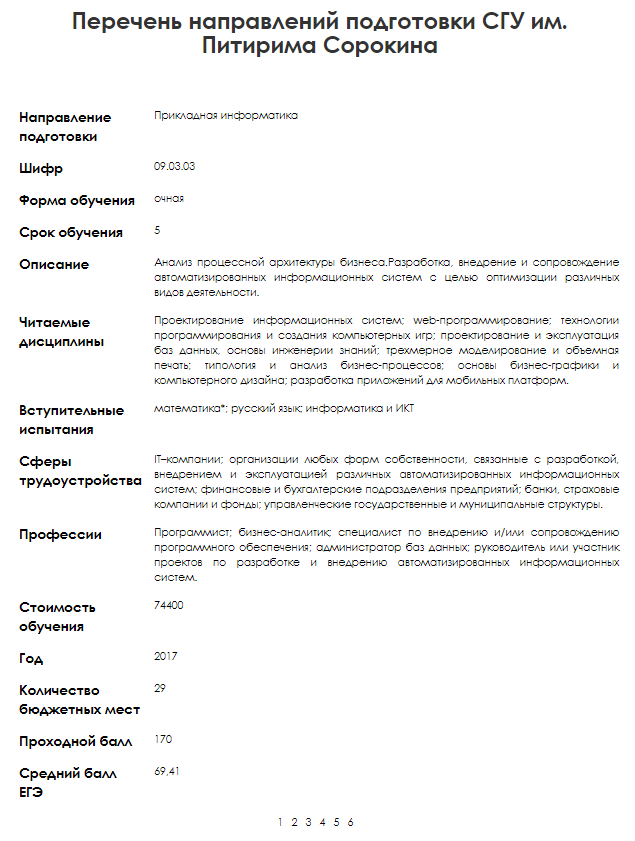 Перечень направлений подготовки СГУ им.
Питирима Сорокина
Направление
подготовки
Прикладная информатика
Шифр
09.03.03
Форма обучения
очная
Срок обучения
5
Описание
Анализ процессной архитектуры бизнеса.Разработка, внедрение и сопровождение
автоматизированных информационных систем с целью оптимизации различных
видов деятельности.
Читаемые
дисциплины
Проектирование информационных систем; web-программирование; технологии
программирования и создания компьютерных игр; проектирование и эксплуатация
баз данных, основы инженерии знаний; трехмерное моделирование и объемная
печать; типология и анализ бизнес-процессов; основы бизнес-графики и
компьютерного дизайна; разработка приложений для мобильных платформ.
Вступительные
испытания
математика*; русский язык; информатика и ИКТ
Сферы
трудоустройства
IT–компании; организации любых форм собственности, связанные с разработкой,
внедрением и эксплуатацией различных автоматизированных информационных
систем; финансовые и бухгалтерские подразделения предприятий; банки, страховые
компании и фонды; управленческие государственные и муниципальные структуры.
Профессии
Программист; бизнес-аналитик; специалист по внедрению и/или сопровождению
программного обеспечения; администратор баз данных; руководитель или участник
проектов по разработке и внедрению автоматизированных информационных
систем.
Стоимость
обучения
74400
Год
2017
Количество
бюджетных мест
29
Проходной балл
170
Средний балл
ЕГЭ
69,41
1 2 3 4 5 6